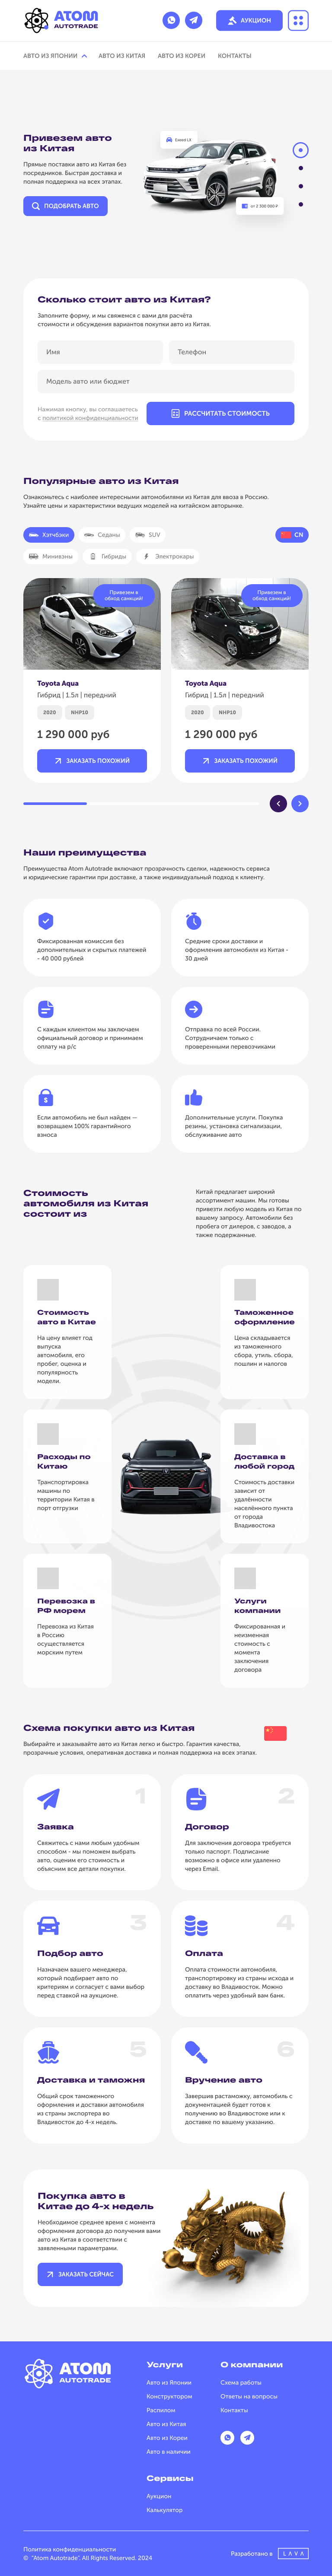 ATOM
AUTOTRADE
АУКЦИОН
АВТО ИЗ ЯПОНИИ
АВТО ИЗ КИТАЯ
АВТО ИЗ КОРЕИ
КОНТАКТЫ
Привезем авто
из Китая
Прямые поставки авто из Китая без
посредников. Быстрая доставка и
полная поддержка на всех этапах.
ПОДОБРАТЬ АВТО
Exeed LX
от 2 300 000 ₽
Сколько стоит авто из Китая?
Заполните форму, и мы свяжемся с вами для расчёта
стоимости и обсуждения вариантов покупки авто из Китая.
Имя
Телефон
Модель авто или бюджет
Нажимая кнопку, вы соглашаетесь
с политикой конфиденциальности
РАССЧИТАТЬ СТОИМОСТЬ
Популярные авто из Китая
Ознакомьтесь с наиболее интересными автомобилями из Китая для ввоза в Россию.
Узнайте цены и характеристики ведущих моделей на китайском авторынке.
Хэтчбэки
Седаны
SUV
CN
Минивэны
Гибриды
Электрокары
Привезем в
обход санкций!
Привезем в
обход санкций!
Toyota Aqua
Гибрид | 1.5л | передний
2020
NHP10
1 290 000 руб
ЗАКАЗАТЬ ПОХОЖИЙ
Toyota Aqua
Гибрид | 1.5л | передний
2020
NHP10
1 290 000 руб
ЗАКАЗАТЬ ПОХОЖИЙ
Наши преимущества
Преимущества Atom Autotrade включают прозрачность сделки, надежность сервиса
и юридические гарантии при доставке, а также индивидуальный подход к клиенту.
Фиксированная комиссия без
дополнительных и скрытых платежей
- 40 000 рублей
Средние сроки доставки и
оформления автомобиля из Китая -
30 дней
С каждым клиентом мы заключаем
официальный договор и принимаем
оплату на р/с
Отправка по всей России.
Сотрудничаем только с
проверенными перевозчиками
Если автомобиль не был найден —
возвращаем 100% гарантийного
взноса
Дополнительные услуги. Покупка
резины, установка сигнализации,
обслуживание авто
Стоимость
автомобиля из Китая
состоит из
Китай предлагает широкий
ассортимент машин. Мы готовы
привезти любую модель из Китая по
вашему запросу. Автомобили без
пробега от дилеров, с заводов, а
также подержанные.
Стоимость
авто в Китае
На цену влияет год
выпуска
автомобиля, его
пробег, оценка и
популярность
модели.
Таможенное
оформление
Цена складывается
из таможенного
сбора, утиль. сбора,
пошлин и налогов
Расходы по
Китаю
Транспортировка
машины по
территории Китая в
порт отгрузки
Доставка в
любой город
Стоимость доставки
зависит от
удалённости
населённого пункта
от города
Владивостока
Перевозка в
РФ морем
Перевозка из Китая
в Россию
осуществляется
морским путем
Услуги
компании
Фиксированная и
неизменная
стоимость с
момента
заключения
договора
Схема покупки авто из Китая
Выбирайте и заказывайте авто из Китая легко и быстро. Гарантия качества,
прозрачные условия, оперативная доставка и полная поддержка на всех этапах.
1
Заявка
Свяжитесь с нами любым удобным
способом - мы поможем выбрать
авто, оценим его стоимость и
объясним все детали покупки.
2
Договор
Для заключения договора требуется
только паспорт. Подписание
возможно в офисе или удаленно
через Email.
3
Подбор авто
Назначаем вашего менеджера,
который подбирает авто по
критериям и согласует с вами выбор
перед ставкой на аукционе.
4
Оплата
Оплата стоимости автомобиля,
транспортировку из страны исхода и
доставку во Владивосток. Можно
оплатить через удобный вам банк.
5
Доставка и таможня
Общий срок таможенного
оформления и доставки автомобиля
из страны экспортера во
Владивосток до 4-х недель.
6
Вручение авто
Завершив растаможку, автомобиль с
документацией будет готов к
получению во Владивостоке или к
доставке по вашему указанию.
Покупка авто в
Китае до 4-х недель
Необходимое среднее время с момента
оформления договора до получения вами
авто из Китая в соответствии с
заявленными параметрами.
ЗАКАЗАТЬ СЕЙЧАС
ATOM
AUTOTRADE
Услуги
Авто из Японии
Конструктором
Распилом
Авто из Китая
Авто из Кореи
Авто в наличии
О компании
Схема работы
Ответы на вопросы
Контакты
Сервисы
Аукцион
Калькулятор
Политика конфиденциальности
© "Atom Autotrade". All Rights Reserved, 2024
Разработано в